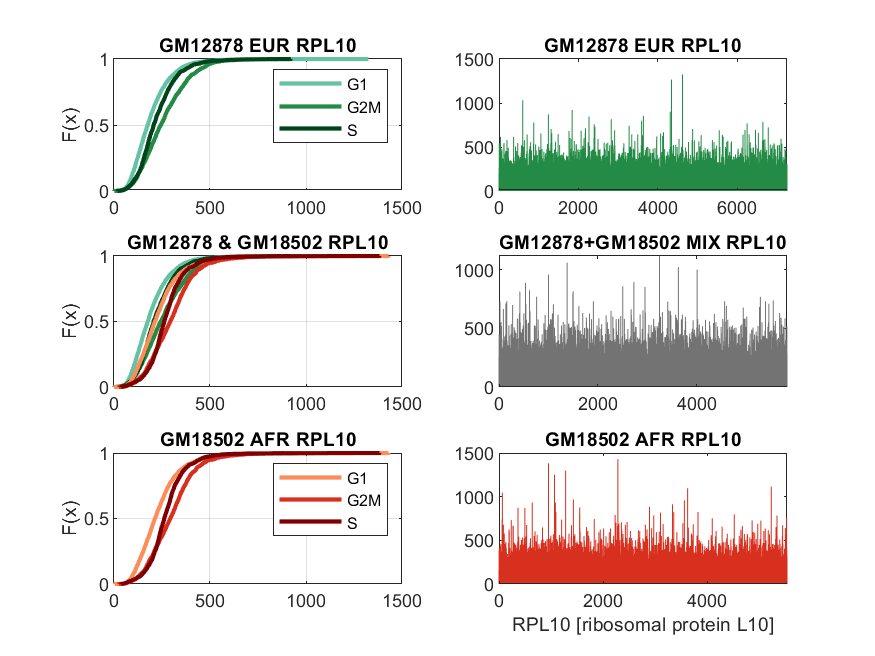 GM12878 EUR RPL10
F(x)
1
0.5
0
0 500 1000 1500
G1
G2M
S
GM12878 EUR RPL10
1500
1000
500
0
0 2000 4000 6000
GM12878 & GM18502 RPL10
F(x)
1
0.5
0
0 500 1000 1500
GM12878+GM18502 MIX RPL10
1000
500
0
0 2000 4000
GM18502 AFR RPL10
F(x)
1
0.5
0
0 500 1000 1500
G1
G2M
S
GM18502 AFR RPL10
1500
1000
500
0
0 2000 4000
RPL10 [ribosomal protein L10]